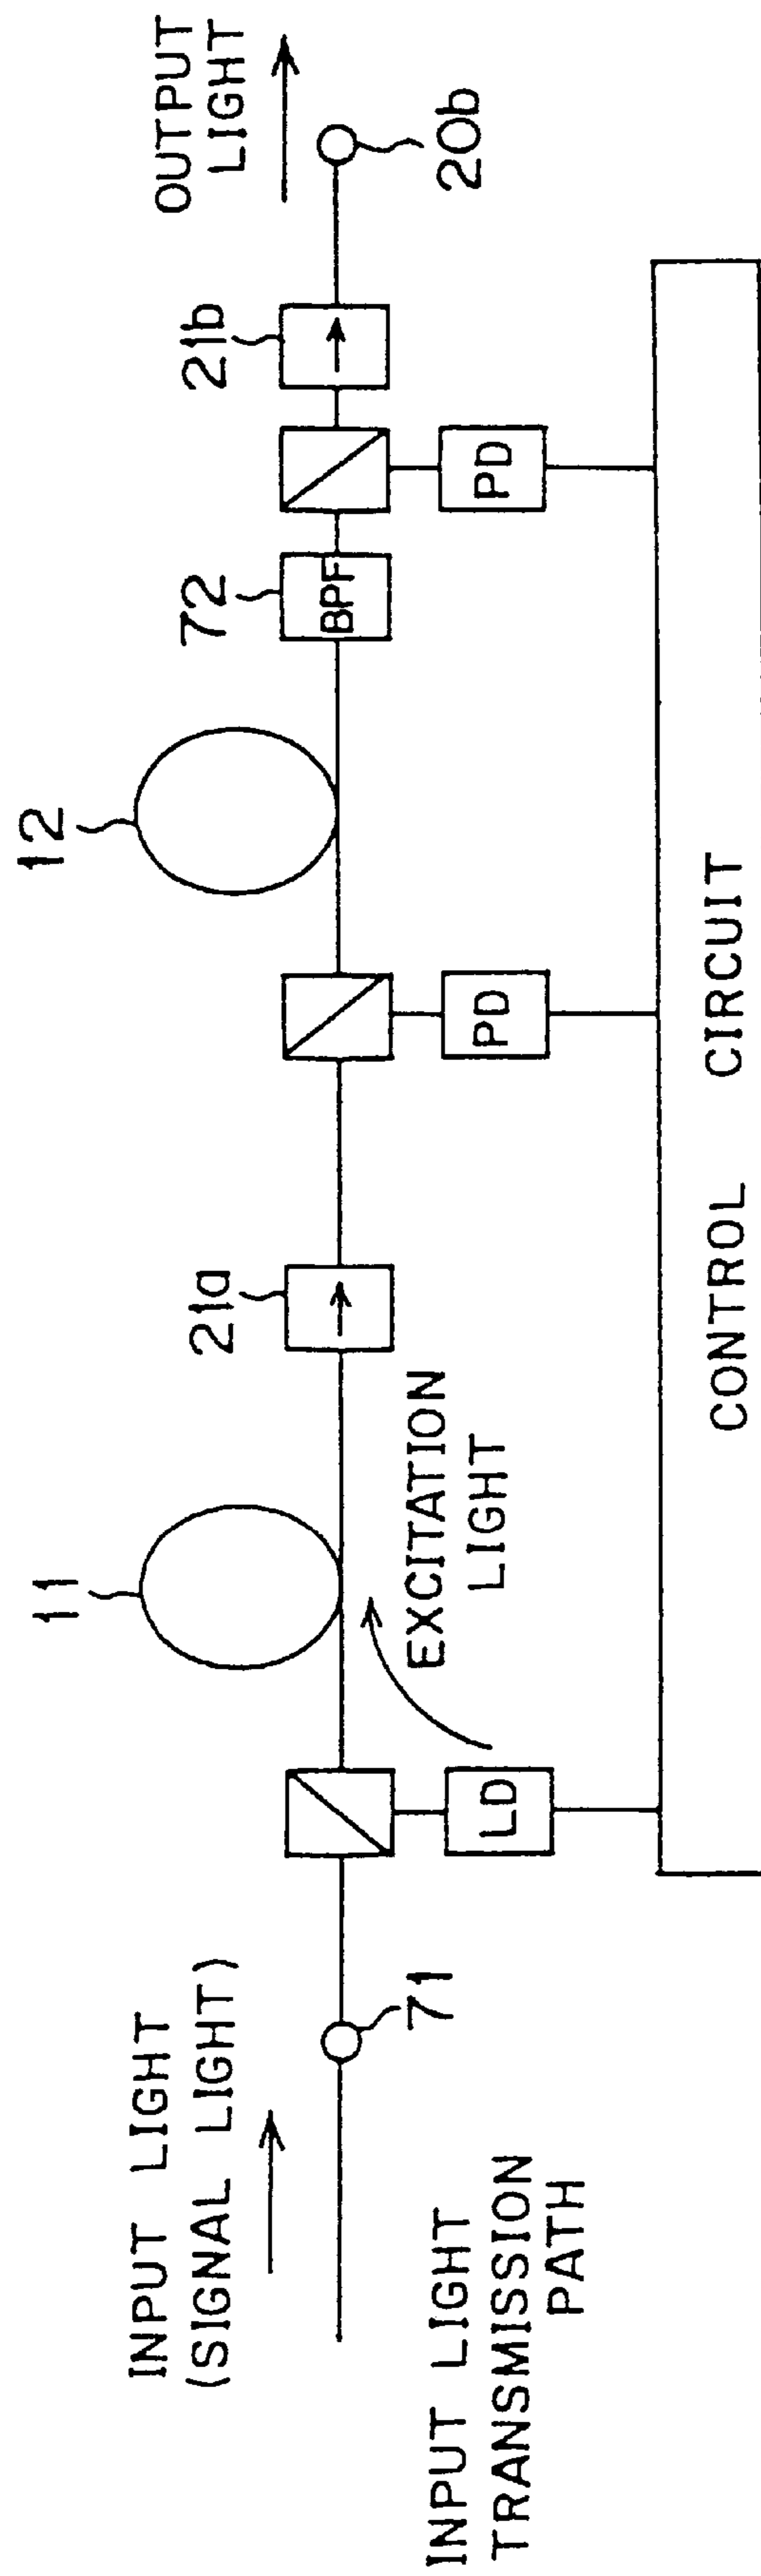 INPUT LIGHT
(SIGNAL LIGHT)
INPUT LIGHT
TRANSMISSION
PATH
71
LD
EXCITATION
LIGHT
11
21a
PD
12
72
BPF
PD
21b
20b
OUTPUT
LIGHT
CONTROL CIRCUIT